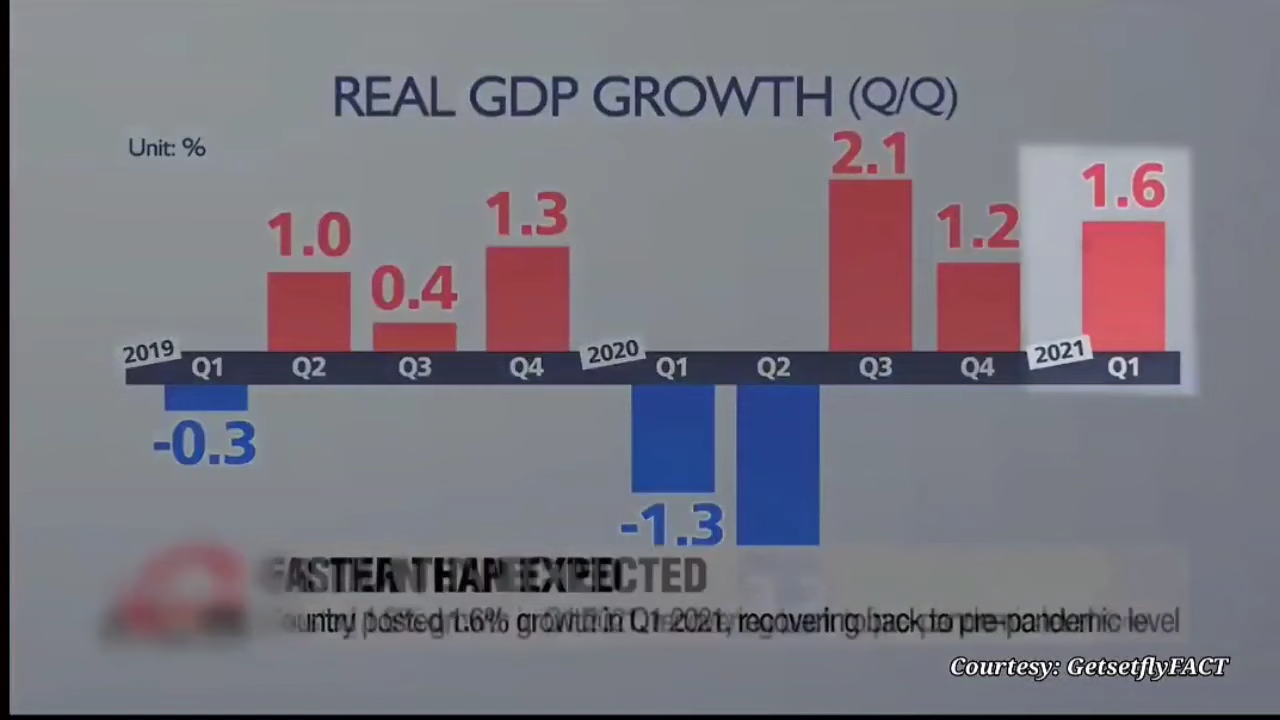 REAL GDP GROWTH (Q/Q)
Unit: %
1.0
0.4
1.3
2.1
1.2
1.6
2019 Q1 Q2 Q3 Q4 2020 Q1 Q2 Q3 Q4 2021 Q1
-0.3
-1.3
THAN EXPECTED
posted 1.6% growth in Q1 2021, recovering back to pre-pandemic level
Courtesy: GetsetflyFACT